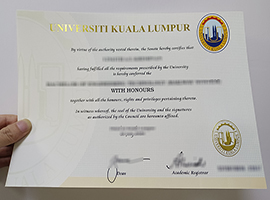 UNIVERSITI KUALA LUMPUR
By virtue of the authority vested therein, the Senate hereby certifies that
having fulfilled all the requirements prescribed by the University
is hereby conferred the
WITH HONOURS
together with all the honours, rights and privileges pertaining thereto.
In witness whereof, the seal of the University and the signatures
as authorised by the Council are hereunto affixed.
Dean
Academic Registrar